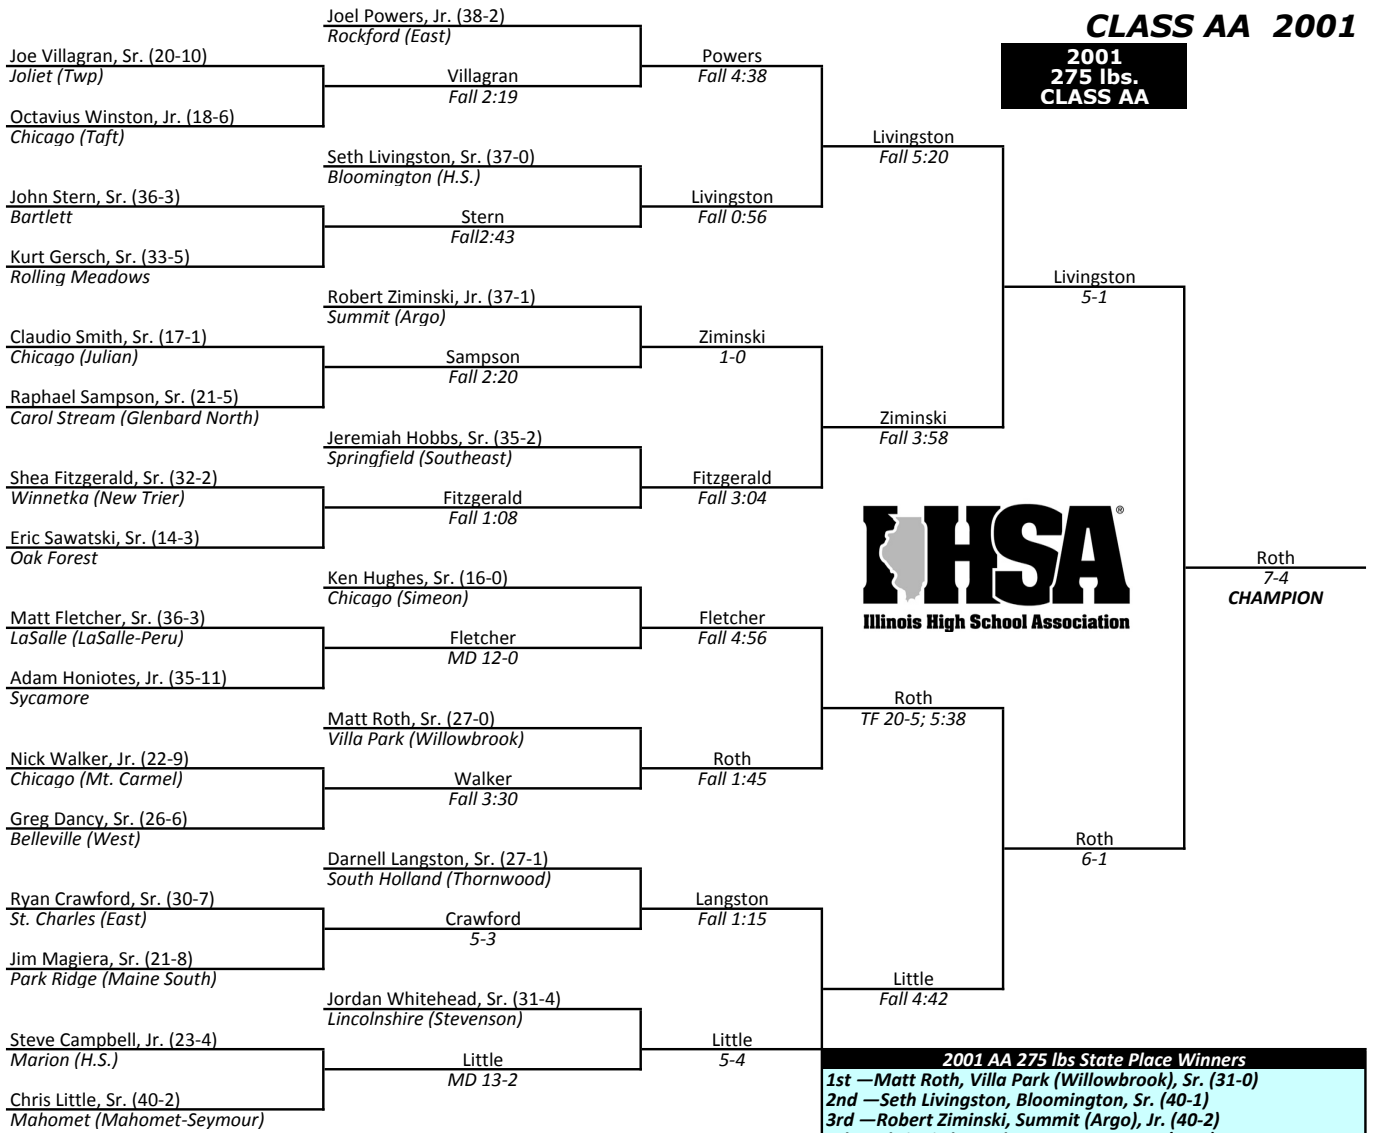 CLASS AA 2001
2001
275 lbs.
CLASS AA
Joe Villagran, Sr. (20-10)
Joliet (Twp)
Octavius Winston, Jr. (18-6)
Chicago (Taft)
John Stern, Sr. (36-3)
Bartlett
Kurt Gersch, Sr. (33-5)
Rolling Meadows
Claudio Smith, Sr. (17-1)
Chicago (Julian)
Raphael Sampson, Sr. (21-5)
Carol Stream (Glenbard North)
Shea Fitzgerald, Sr. (32-2)
Winnetka (New Trier)
Eric Sawatski, Sr. (14-3)
Oak Forest
Matt Fletcher, Sr. (36-3)
LaSalle (LaSalle-Peru)
Adam Honiotes, Jr. (35-11)
Sycamore
Nick Walker, Jr. (22-9)
Chicago (Mt. Carmel)
Greg Dancy, Sr. (26-6)
Belleville (West)
Ryan Crawford, Sr. (30-7)
St. Charles (East)
Jim Magiera, Sr. (21-8)
Park Ridge (Maine South)
Steve Campbell, Jr. (23-4)
Marion (H.S.)
Chris Little, Sr. (40-2)
Mahomet (Mahomet-Seymour)
Joel Powers, Jr. (38-2)
Rockford (East)
Villagran
Fall 2:19
Seth Livingston, Sr. (37-0)
Bloomington (H.S.)
Stern
Fall2:43
Robert Ziminski, Jr. (37-1)
Summit (Argo)
Sampson
Fall 2:20
Jeremiah Hobbs, Sr. (35-2)
Springfield (Southeast)
Fitzgerald
Fall 1:08
Ken Hughes, Sr. (16-0)
Chicago (Simeon)
Fletcher
MD 12-0
Matt Roth, Sr. (27-0)
Villa Park (Willowbrook)
Walker
Fall 3:30
Darnell Langston, Sr. (27-1)
South Holland (Thornwood)
Crawford
5-3
Jordan Whitehead, Sr. (31-4)
Lincolnshire (Stevenson)
Little
MD 13-2
Powers
Fall 4:38
Livingston
Fall 0:56
Ziminski
1-0
Fitzgerald
Fall 3:04
Fletcher
Fall 4:56
Roth
Fall 1:45
Langston
Fall 1:15
Little
5-4
Livingston
Fall 5:20
Ziminski
Fall 3:58
Roth
TF 20-5; 5:38
Little
Fall 4:42
Livingston
5-1
Roth
6-1
Roth
7-4
CHAMPION
IHSA®
Illinois High School Association
2001 AA 275 lbs State Place Winners
1st —Matt Roth, Villa Park (Willowbrook), Sr. (31-0)
2nd —Seth Livingston, Bloomington, Sr. (40-1)
3rd —Robert Ziminski, Summit (Argo), Jr. (40-2)